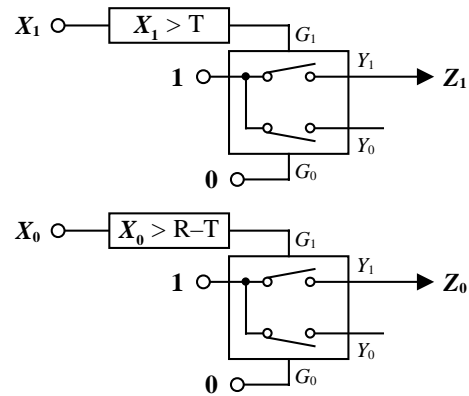 X₁ X₁ > T G₁
1 Y₁ Z₁
Y₀
0 G₀
X₀ X₀ > R–T G₁
1 Y₁ Z₀
Y₀
0 G₀